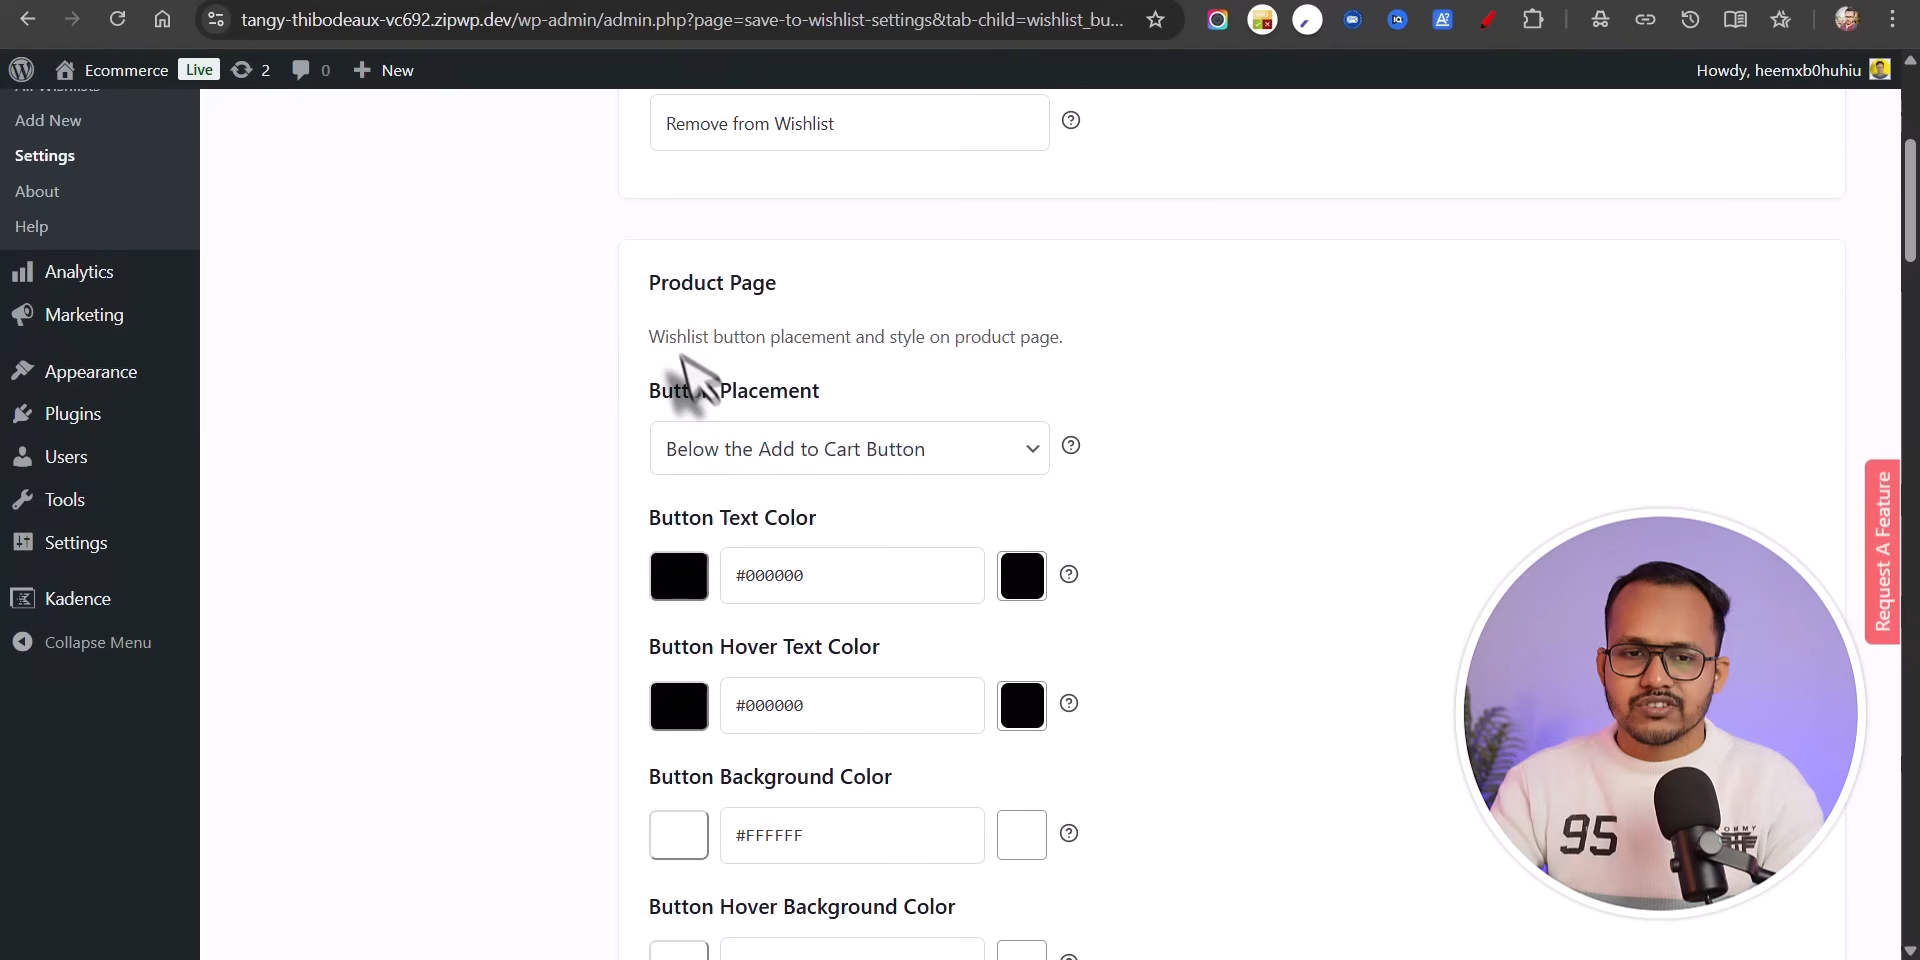 tangy-thibodeaux-vc692.zipwp.dev/wp-admin/admin.php?page=save-to-wishlist-settings&tab-child=wishlist_bu...
Ecommerce Live 2 0 New
Howdy, heemxb0huhiu
All Wishlists
Add New
Settings
About
Help
Analytics
Marketing
Appearance
Plugins
Users
Tools
Settings
Kadence
Collapse Menu
Remove from Wishlist
Product Page
Wishlist button placement and style on product page.
Button Placement
Below the Add to Cart Button
Button Text Color
#000000
Button Hover Text Color
#000000
Button Background Color
#FFFFFF
Button Hover Background Color
Request A Feature
95